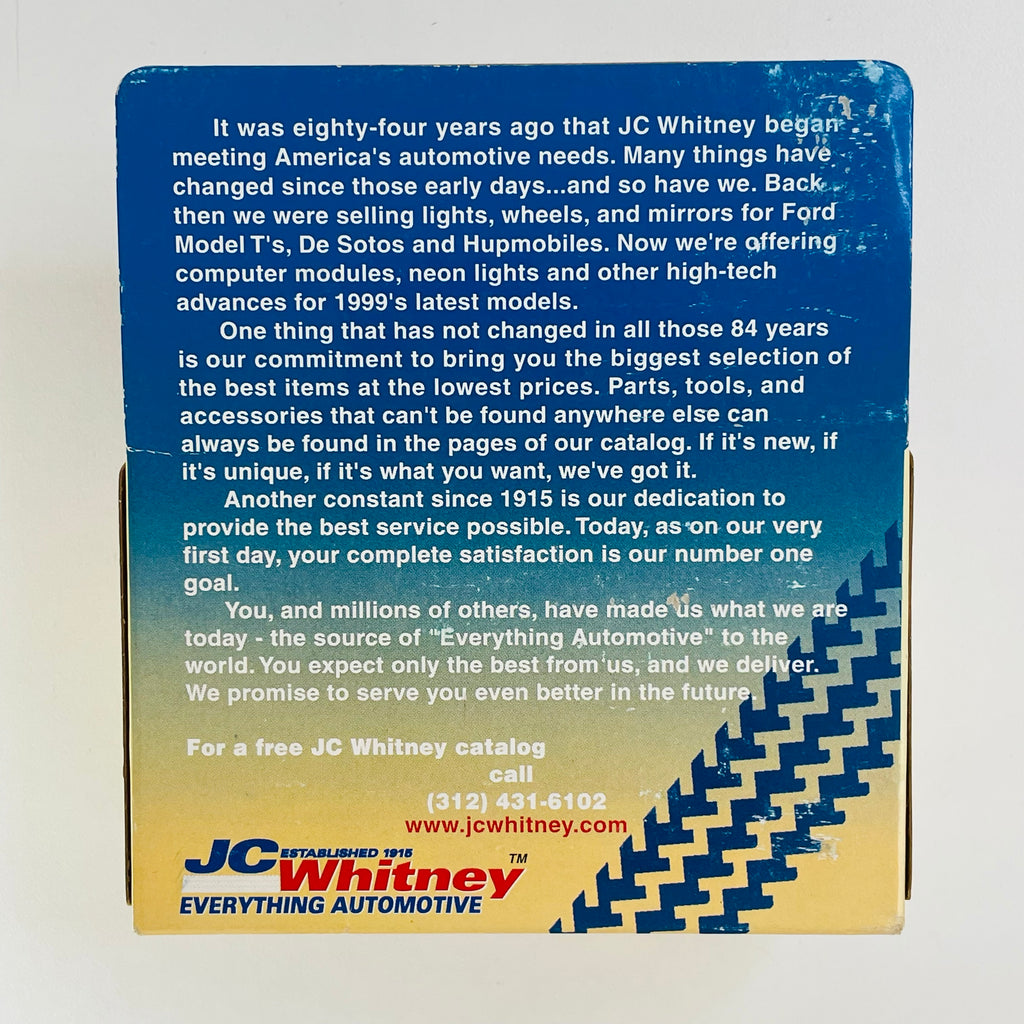 It was eighty-four years ago that JC Whitney began
meeting America's automotive needs. Many things have
changed since those early days...and so have we. Back
then we were selling lights, wheels, and mirrors for Ford
Model T's, De Sotos and Hupmobiles. Now we're offering
computer modules, neon lights and other high-tech
advances for 1999's latest models.
One thing that has not changed in all those 84 years
is our commitment to bring you the biggest selection of
the best items at the lowest prices. Parts, tools, and
accessories that can't be found anywhere else can
always be found in the pages of our catalog. If it's new, if
it's unique, if it's what you want, we've got it.
Another constant since 1915 is our dedication to
provide the best service possible. Today, as on our very
first day, your complete satisfaction is our number one
goal.
You, and millions of others, have made us what we are
today - the source of "Everything Automotive" to the
world. You expect only the best from us, and we deliver.
We promise to serve you even better in the future.
For a free JC Whitney catalog
call
(312) 431-6102
www.jcwhitney.com
JC ESTABLISHED 1915
Whitney™
EVERYTHING AUTOMOTIVE